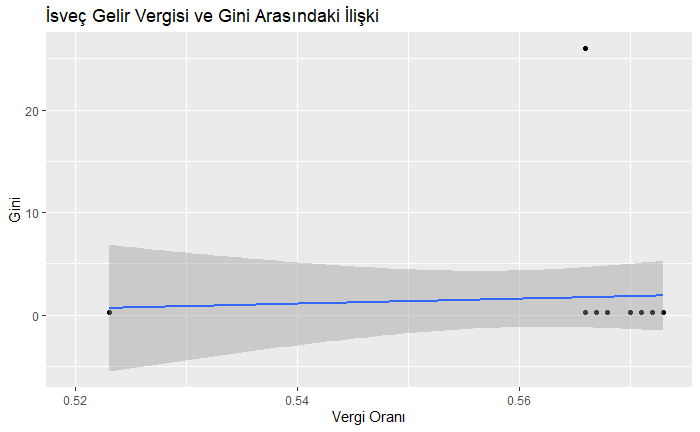 İsveç Gelir Vergisi ve Gini Arasındaki İlişki
20
10
0
Gini
0.52
0.54
0.56
Vergi Oranı